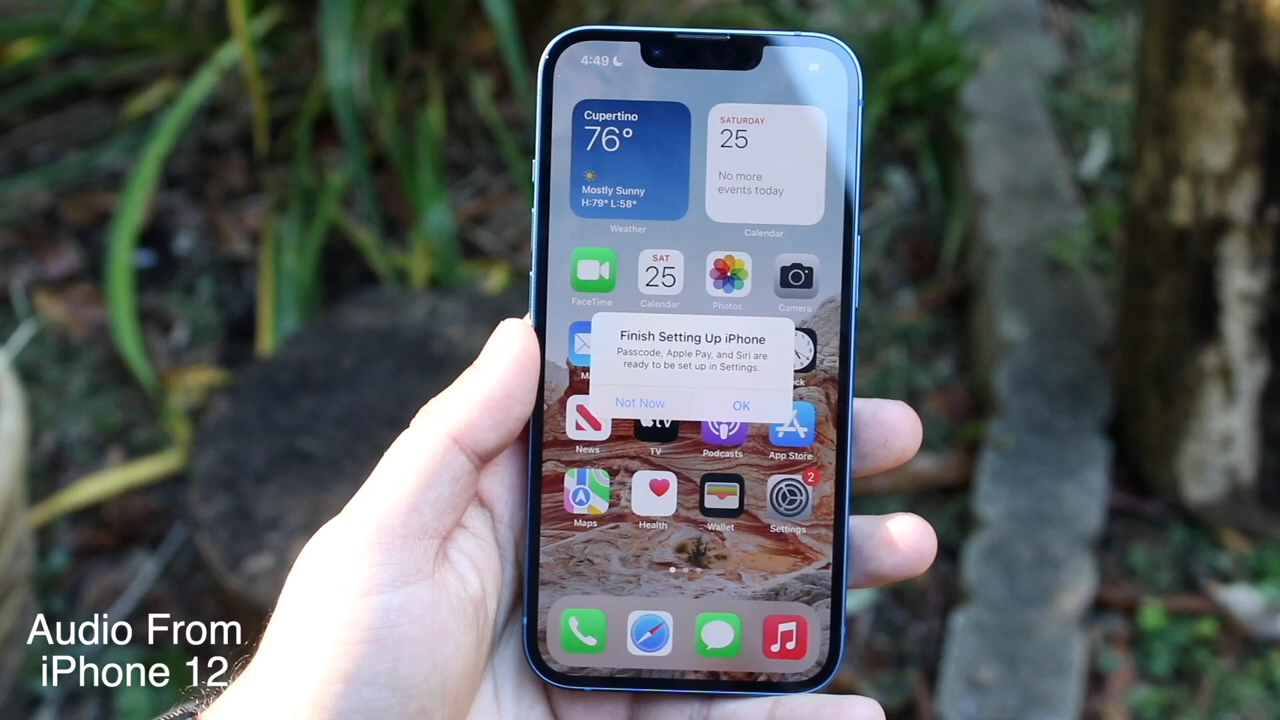 4:49
Cupertino
76°
Mostly Sunny
H:79° L:58°
Weather
SATURDAY
25
No more
events today
Calendar
SAT
25
FaceTime
Calendar
Photos
Camera
Finish Setting Up iPhone
Passcode, Apple Pay, and Siri are
ready to be set up in Settings.
Not Now
OK
News
TV
Podcasts
App Store
2
Maps
Health
Wallet
Settings
Audio From
iPhone 12